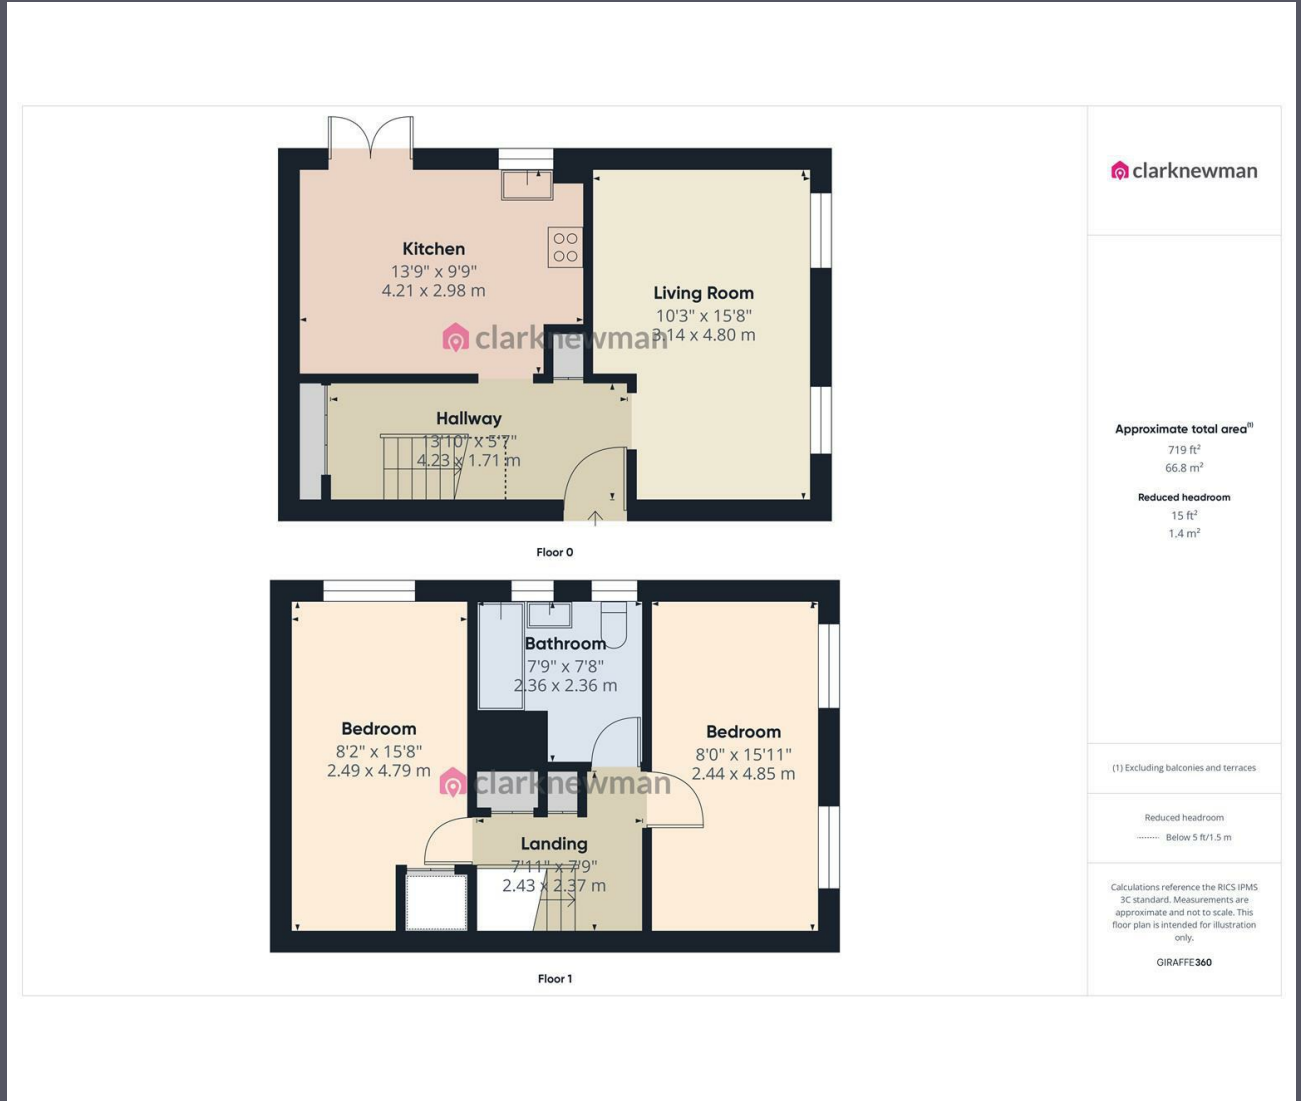 Kitchen
13'9" x 9'9"
4.21 x 2.98 m
Living Room
10'3" x 15'8"
3.14 x 4.80 m
clarknewman
Hallway
13'10" x 5'7"
4.23 x 1.71 m
Floor 0
Bathroom
7'9" x 7'8"
2.36 x 2.36 m
Bedroom
8'2" x 15'8"
2.49 x 4.79 m
Bedroom
8'0" x 15'11"
2.44 x 4.85 m
clarknewman
Landing
7'11" x 7'9"
2.43 x 2.37 m
Floor 1
clarknewman
Approximate total area⁽¹⁾
719 ft²
66.8 m²
Reduced headroom
15 ft²
1.4 m²
(1) Excluding balconies and terraces
Reduced headroom
Below 5 ft/1.5 m
Calculations reference the RICS IPMS
3C standard. Measurements are
approximate and not to scale. This
floor plan is intended for illustration
only.
GIRAFFE360